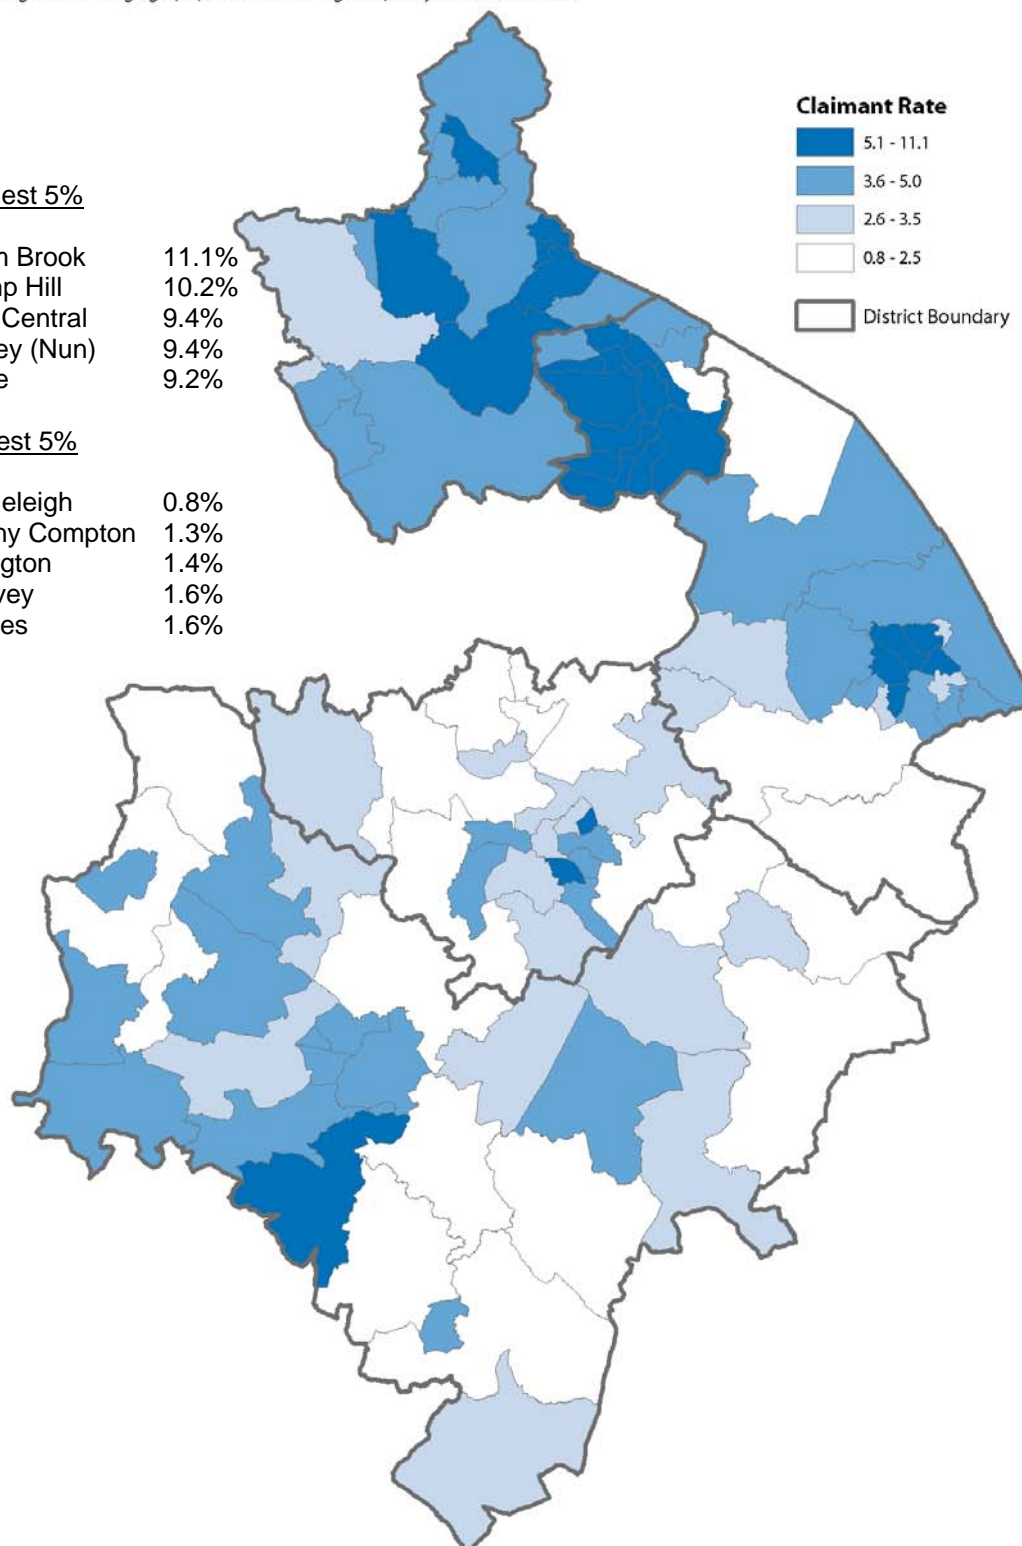 Claimant Rate
5.1 - 11.1
3.6 - 5.0
2.6 - 3.5
0.8 - 2.5
District Boundary
est 5%
Brook 11.1%
Hill 10.2%
Central 9.4%
ey (Nun) 9.4%
e 9.2%
est 5%
eleigh 0.8%
ny Compton 1.3%
gton 1.4%
vey 1.6%
es 1.6%